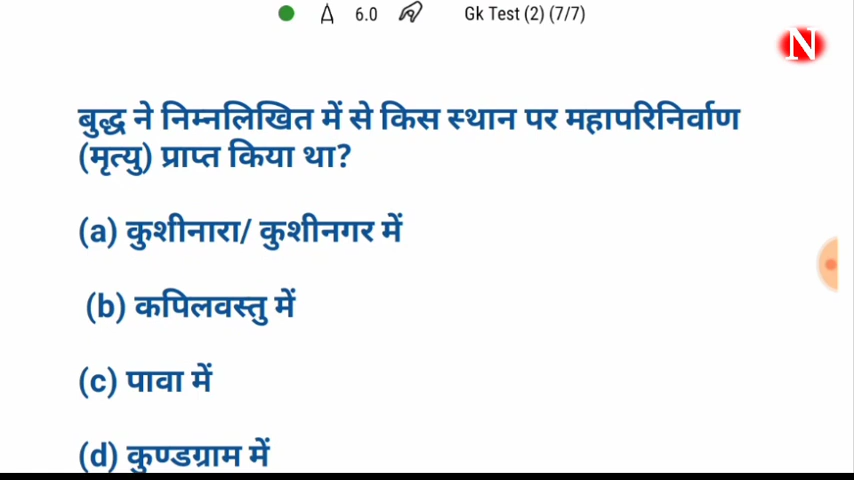 6.0 Gk Test (2) (7/7)
N
बुद्ध ने निम्नलिखित में से किस स्थान पर महापरिनिर्वाण
(मृत्यु) प्राप्त किया था?
(a) कुशीनारा/ कुशीनगर में
(b) कपिलवस्तु में
(c) पावा में
(d) कुण्डग्राम में